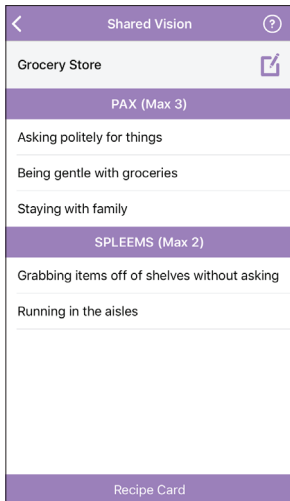 Shared Vision ?
Grocery Store
PAX (Max 3)
Asking politely for things
Being gentle with groceries
Staying with family
SPLEEMS (Max 2)
Grabbing items off of shelves without asking
Running in the aisles
Recipe Card